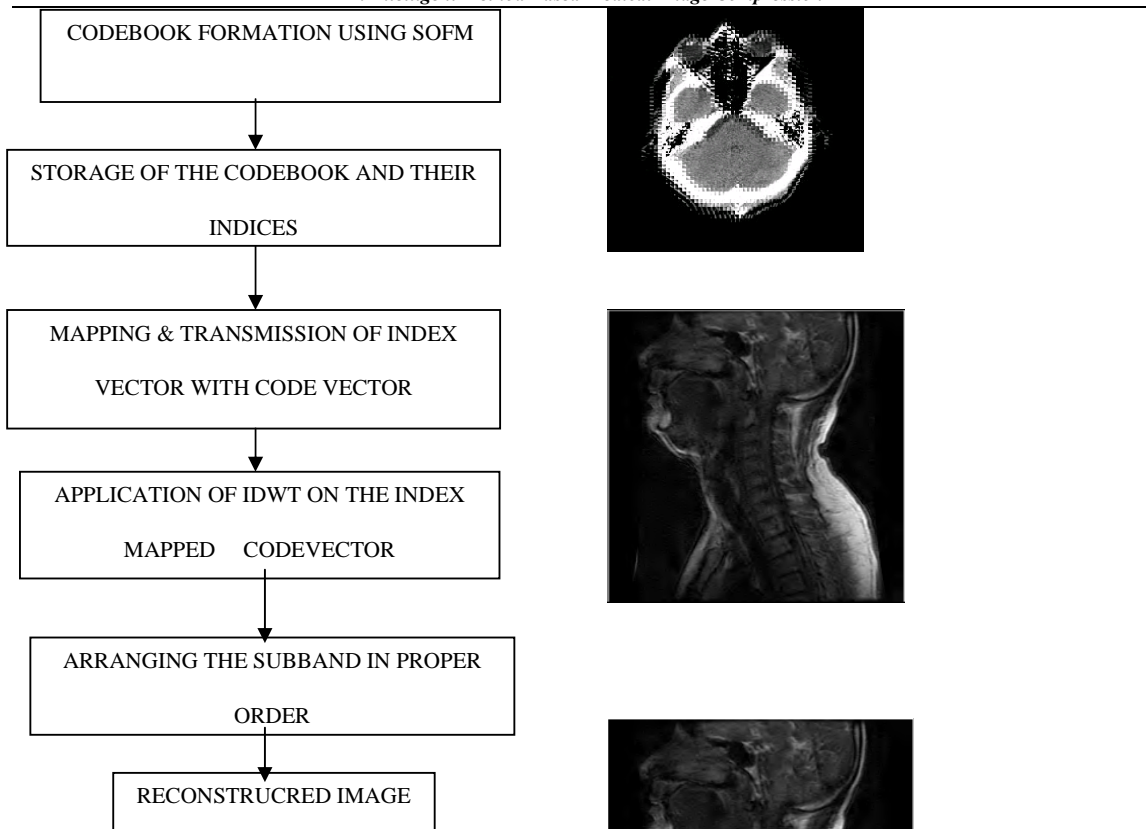 CODEBOOK FORMATION USING SOFM
STORAGE OF THE CODEBOOK AND THEIR
INDICES
MAPPING & TRANSMISSION OF INDEX
VECTOR WITH CODE VECTOR
APPLICATION OF IDWT ON THE INDEX
MAPPED CODEVECTOR
ARRANGING THE SUBBAND IN PROPER
ORDER
RECONSTRUCRED IMAGE